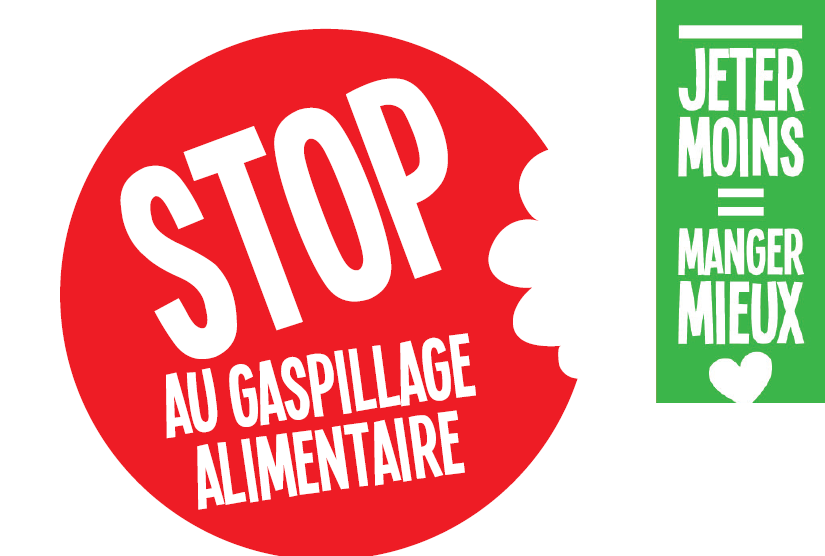 STOP
AU GASPILLAGE
ALIMENTAIRE
JETER
MOINS
=
MANGER
MIEUX